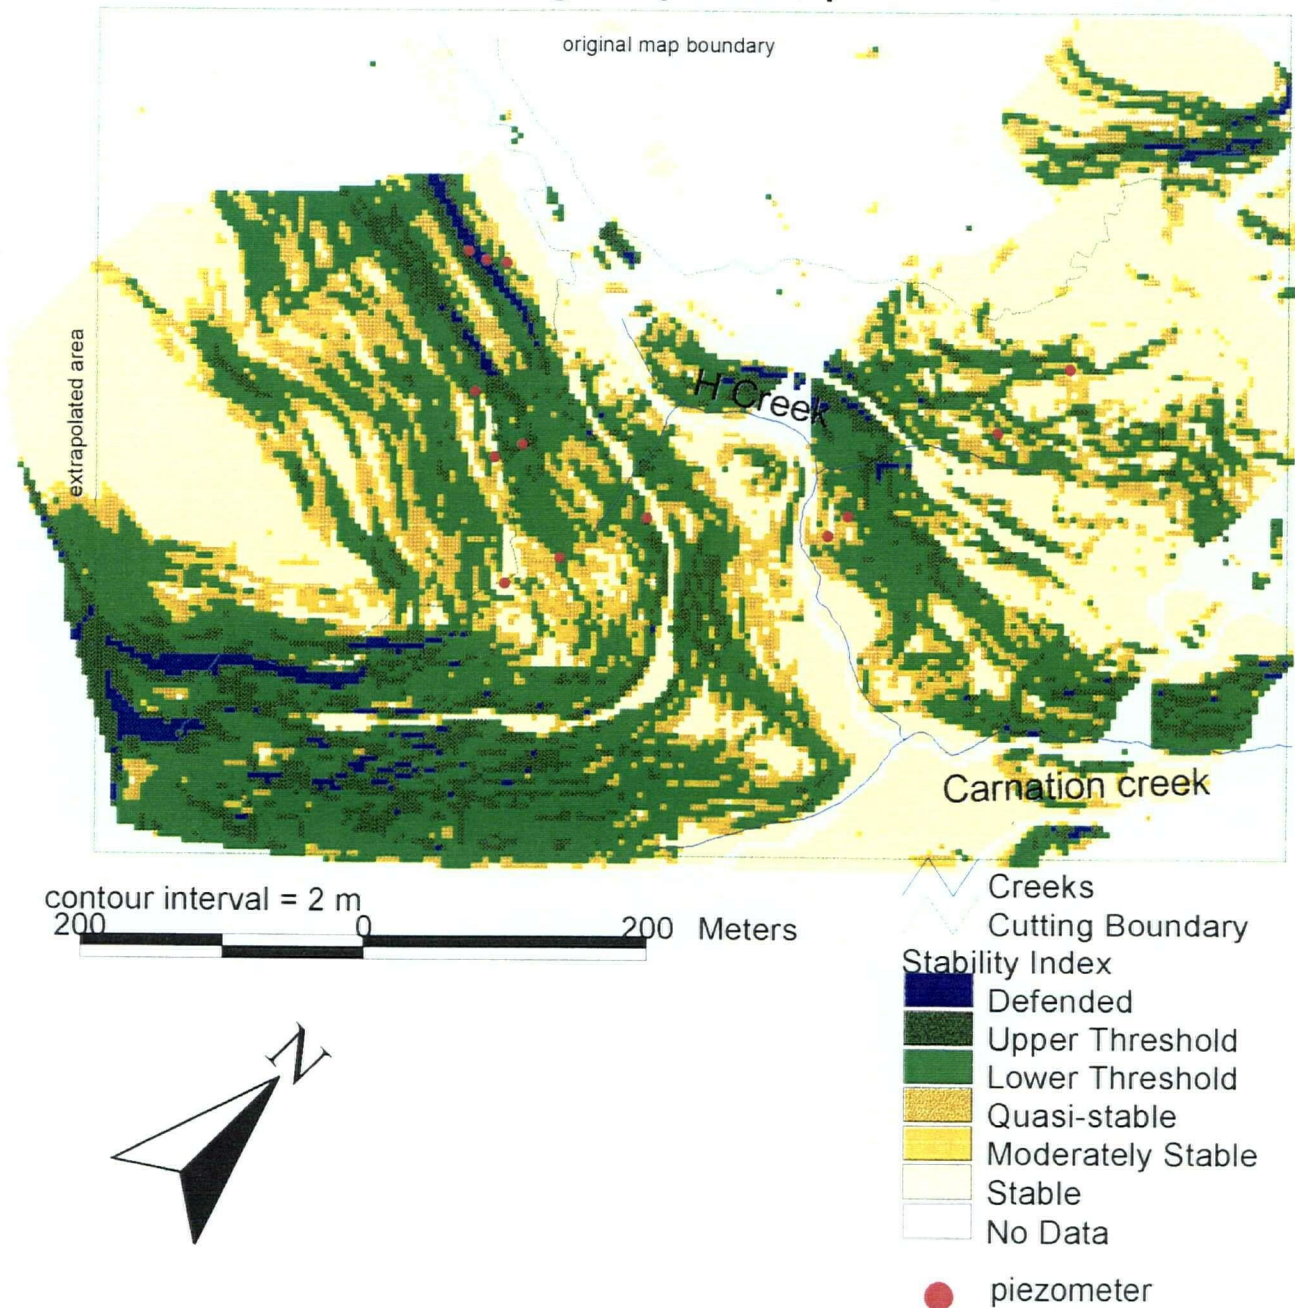 original map boundary
extrapolated area
H Creek
Carnation creek
contour interval = 2 m
200 0 200 Meters
N
Creeks
Cutting Boundary
Stability Index
Defended
Upper Threshold
Lower Threshold
Quasi-stable
Moderately Stable
Stable
No Data
piezometer